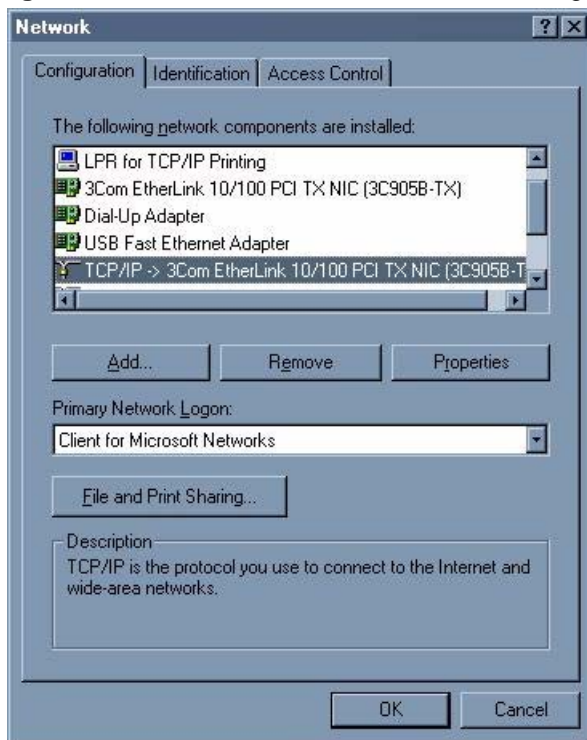 Network
Configuration Identification Access Control
The following network components are installed:
LPR for TCP/IP Printing
3Com EtherLink 10/100 PCI TX NIC (3C905B-TX)
Dial-Up Adapter
USB Fast Ethernet Adapter
TCP/IP -> 3Com EtherLink 10/100 PCI TX NIC (3C905B-T
Add... Remove Properties
Primary Network Logon:
Client for Microsoft Networks
File and Print Sharing...
Description
TCP/IP is the protocol you use to connect to the Internet and
wide-area networks.
OK Cancel